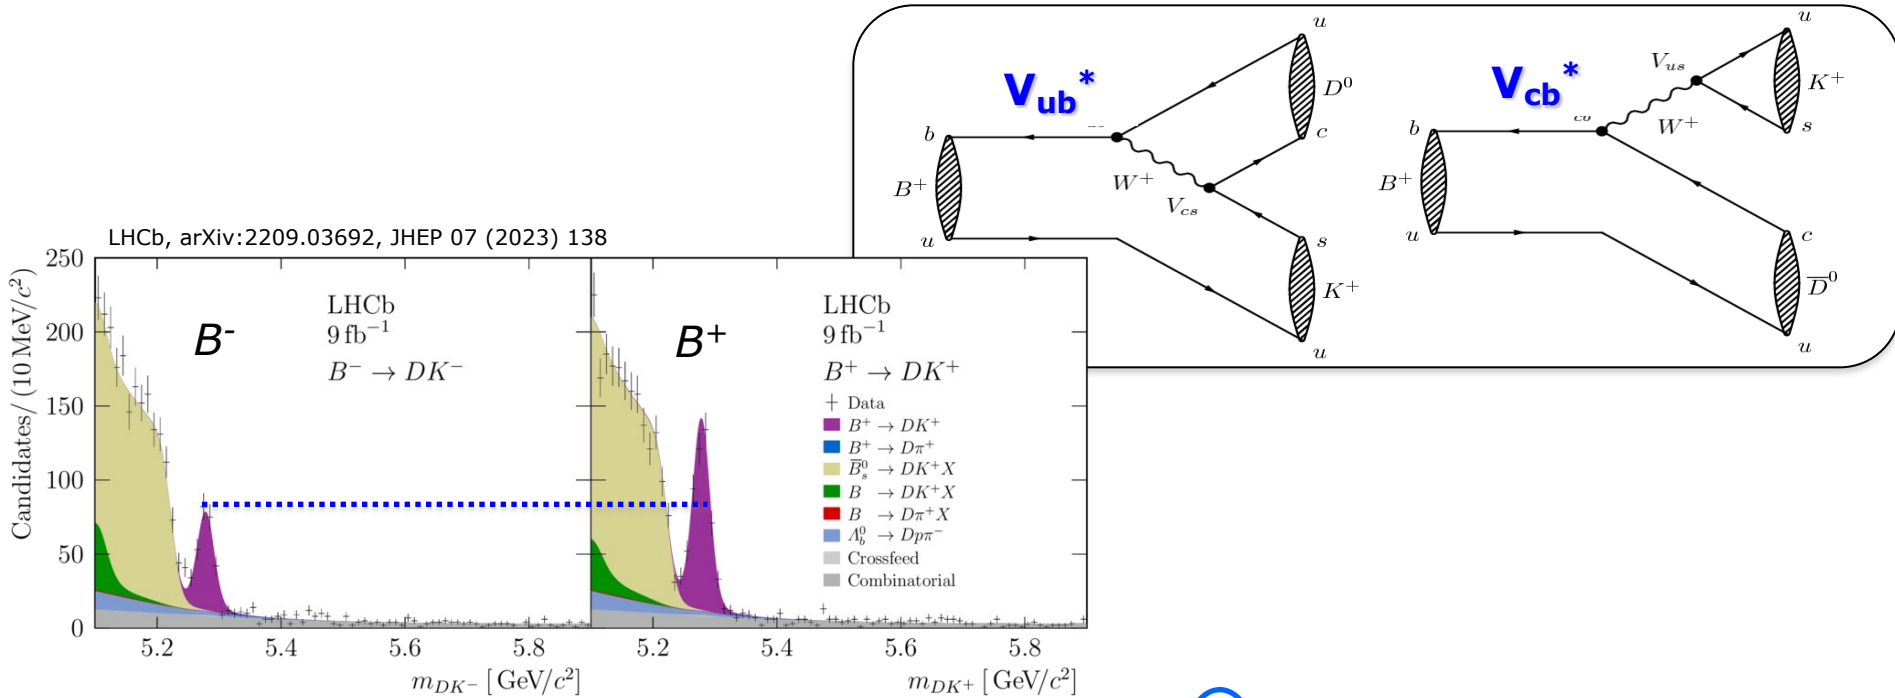 LHCb, arXiv:2209.03692, JHEP 07 (2023) 138
Candidates/ (10 MeV/c²)
250
200
150
100
50
0
B⁻
LHCb
9 fb⁻¹
B⁻ → DK⁻
5.2 5.4 5.6 5.8
m_DK⁻ [GeV/c²]
B⁺
LHCb
9 fb⁻¹
B⁺ → DK⁺
Data
B⁺ → DK⁺
B⁺ → Dπ⁺
B̅⁰ₛ → DK⁺X
B → DK⁺X
B → Dπ⁺X
Λ⁰_b → Dpπ⁻
Crossfeed
Combinatorial
5.2 5.4 5.6 5.8
m_DK⁺ [GeV/c²]
V_ub*
u
D⁰
c
b
B⁺
u
W⁺
V_cs
s
K⁺
u
V_cb*
u
V_us
K⁺
s
W⁺
cb
b
B⁺
u
c
D̅⁰
u